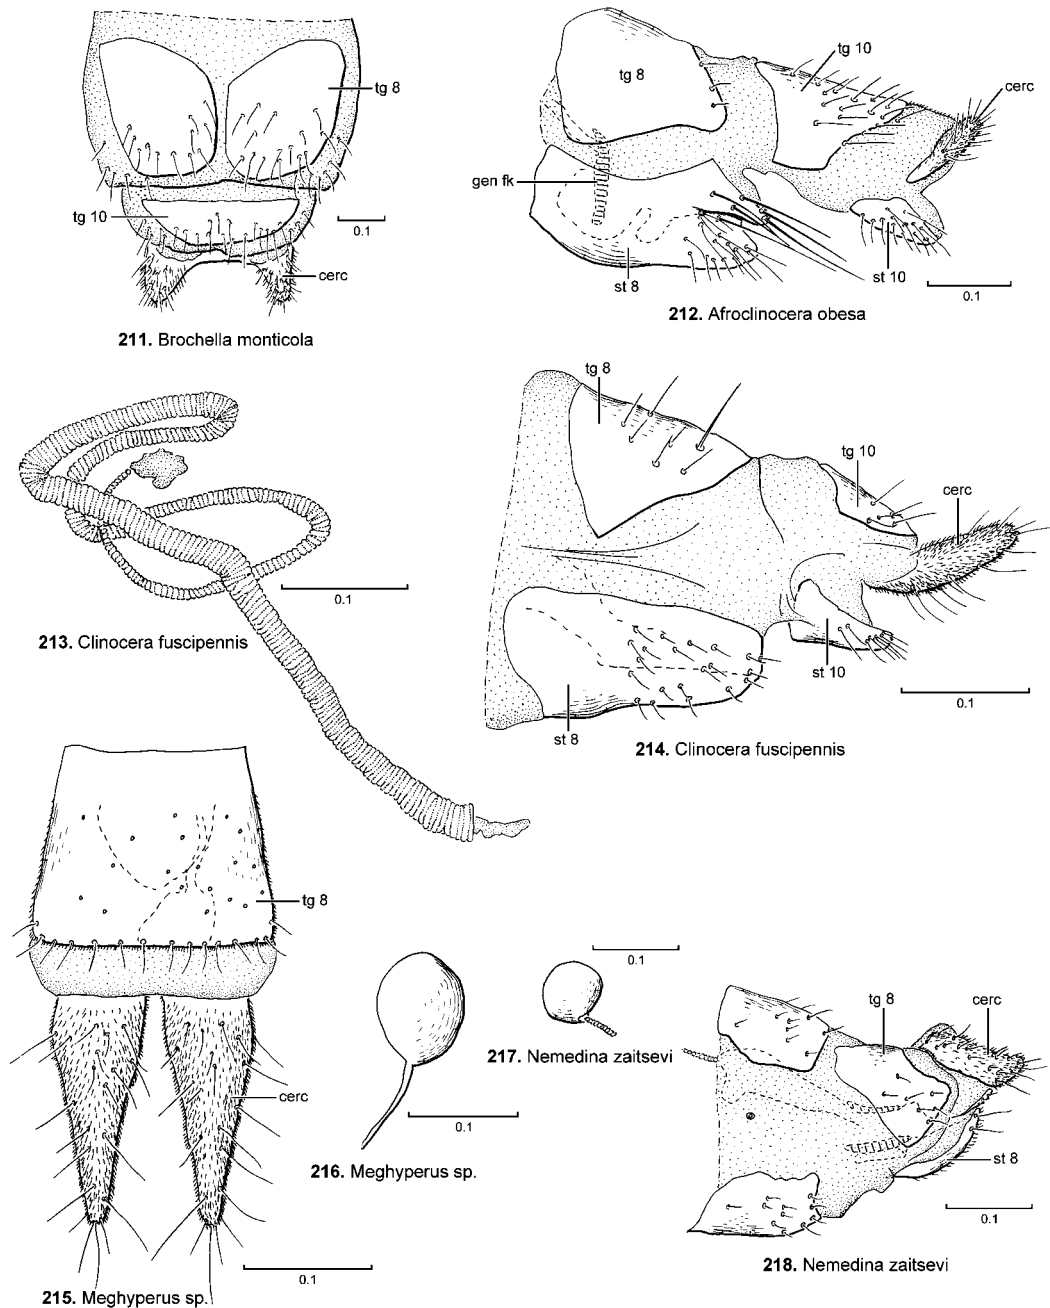 tg 8
tg 10
0.1
cerc
211. Brochella monticola
tg 8
tg 10
cerc
gen fk
st 8
st 10
0.1
212. Afroclinocera obesa
0.1
213. Clinocera fuscipennis
tg 8
tg 10
cerc
st 10
st 8
0.1
214. Clinocera fuscipennis
tg 8
cerc
0.1
215. Meghyperus sp.
0.1
216. Meghyperus sp.
0.1
217. Nemedina zaitsevi
tg 8
cerc
st 8
0.1
218. Nemedina zaitsevi